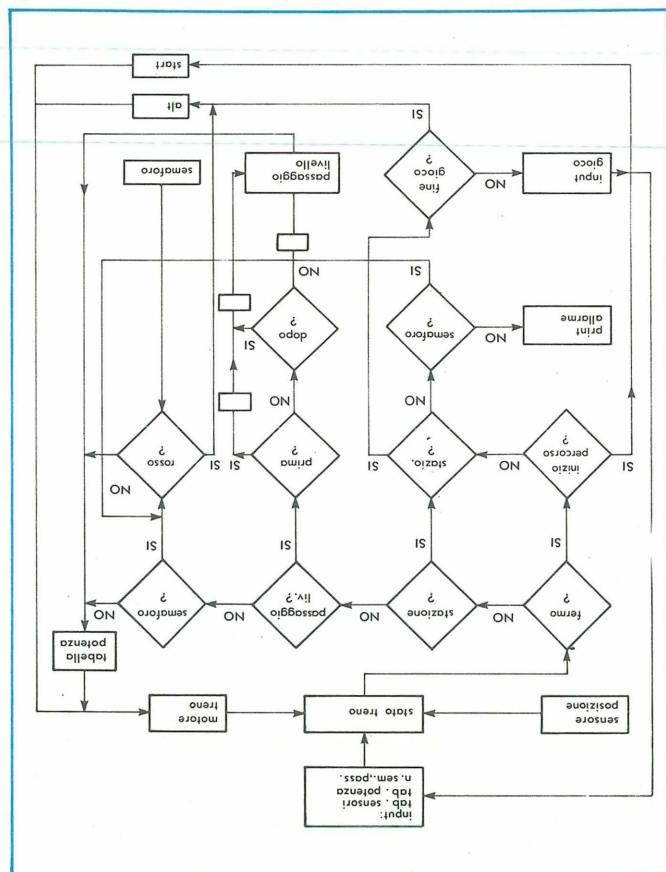 input:
tab. sensori
tab. potenza
n. sem.,pass.
sensore
posizione
stato treno
motore
treno
tabella
potenza
fermo
?
NO
stazione
?
NO
passaggio
liv.?
NO
semaforo
?
NO
SI
SI
SI
SI
NO
inizio
percorso
?
NO
stazio.
?
prima
?
rosso
?
SI
SI
SI
SI
NO
NO
print
allarme
NO
semaforo
?
dopo
?
SI
SI
NO
input
gioco
NO
fine
gioco
?
SI
passaggio
livello
semaforo
alt
start